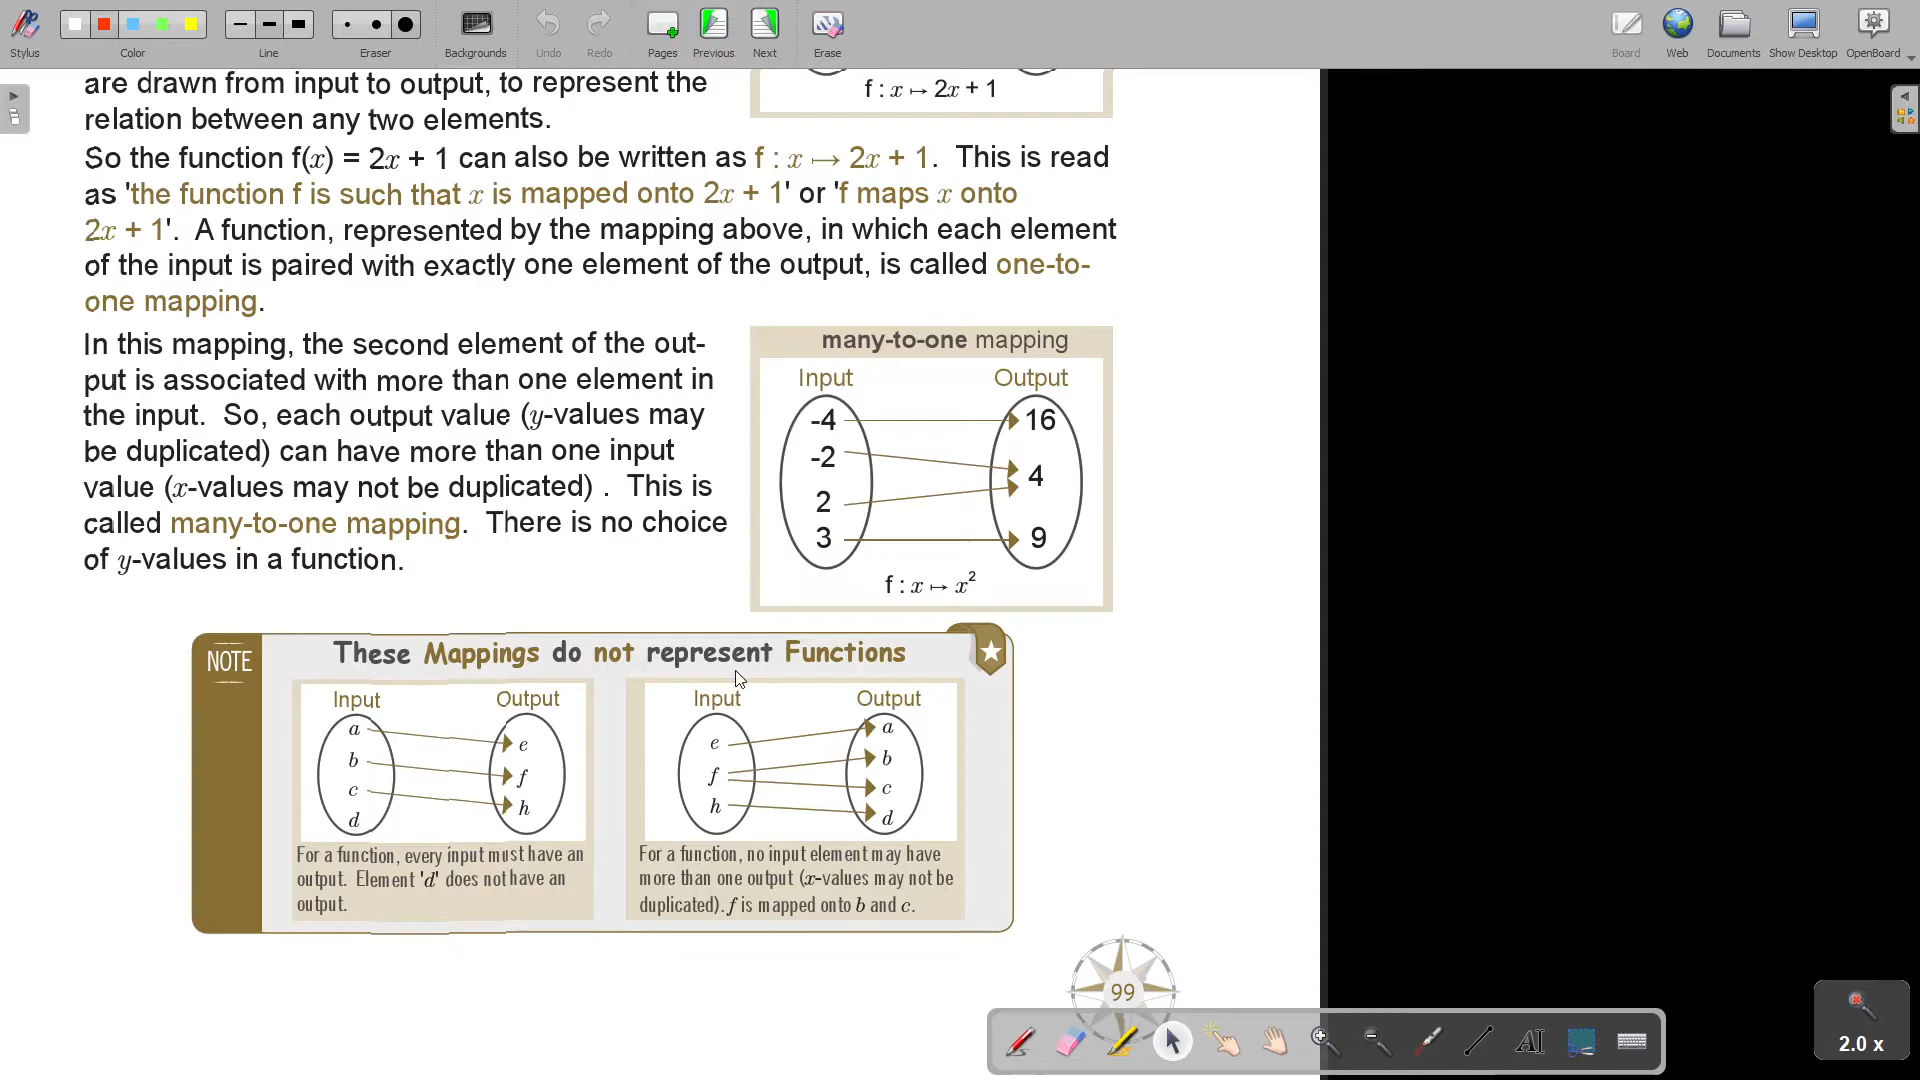 Stylus
Color
Line
Eraser
Backgrounds
Undo
Redo
Pages
Previous
Next
Erase
Board
Web
Documents
Show Desktop
OpenBoard
are drawn from input to output, to represent the
relation between any two elements.
f : x ↦ 2x + 1
So the function f(x) = 2x + 1 can also be written as f : x ↦ 2x + 1. This is read
as 'the function f is such that x is mapped onto 2x + 1' or 'f maps x onto
2x + 1'. A function, represented by the mapping above, in which each element
of the input is paired with exactly one element of the output, is called one-to-
one mapping.
In this mapping, the second element of the out-
put is associated with more than one element in
the input. So, each output value (y-values may
be duplicated) can have more than one input
value (x-values may not be duplicated) . This is
called many-to-one mapping. There is no choice
of y-values in a function.
many-to-one mapping
Input Output
-4 16
-2 4
2
3 9
f : x ↦ x²
NOTE
These Mappings do not represent Functions
Input Output
a e
b f
c h
d
For a function, every input must have an
output. Element 'd' does not have an
output.
Input Output
e a
f b
h c
d
For a function, no input element may have
more than one output (x-values may not be
duplicated). f is mapped onto b and c.
99
2.0 x